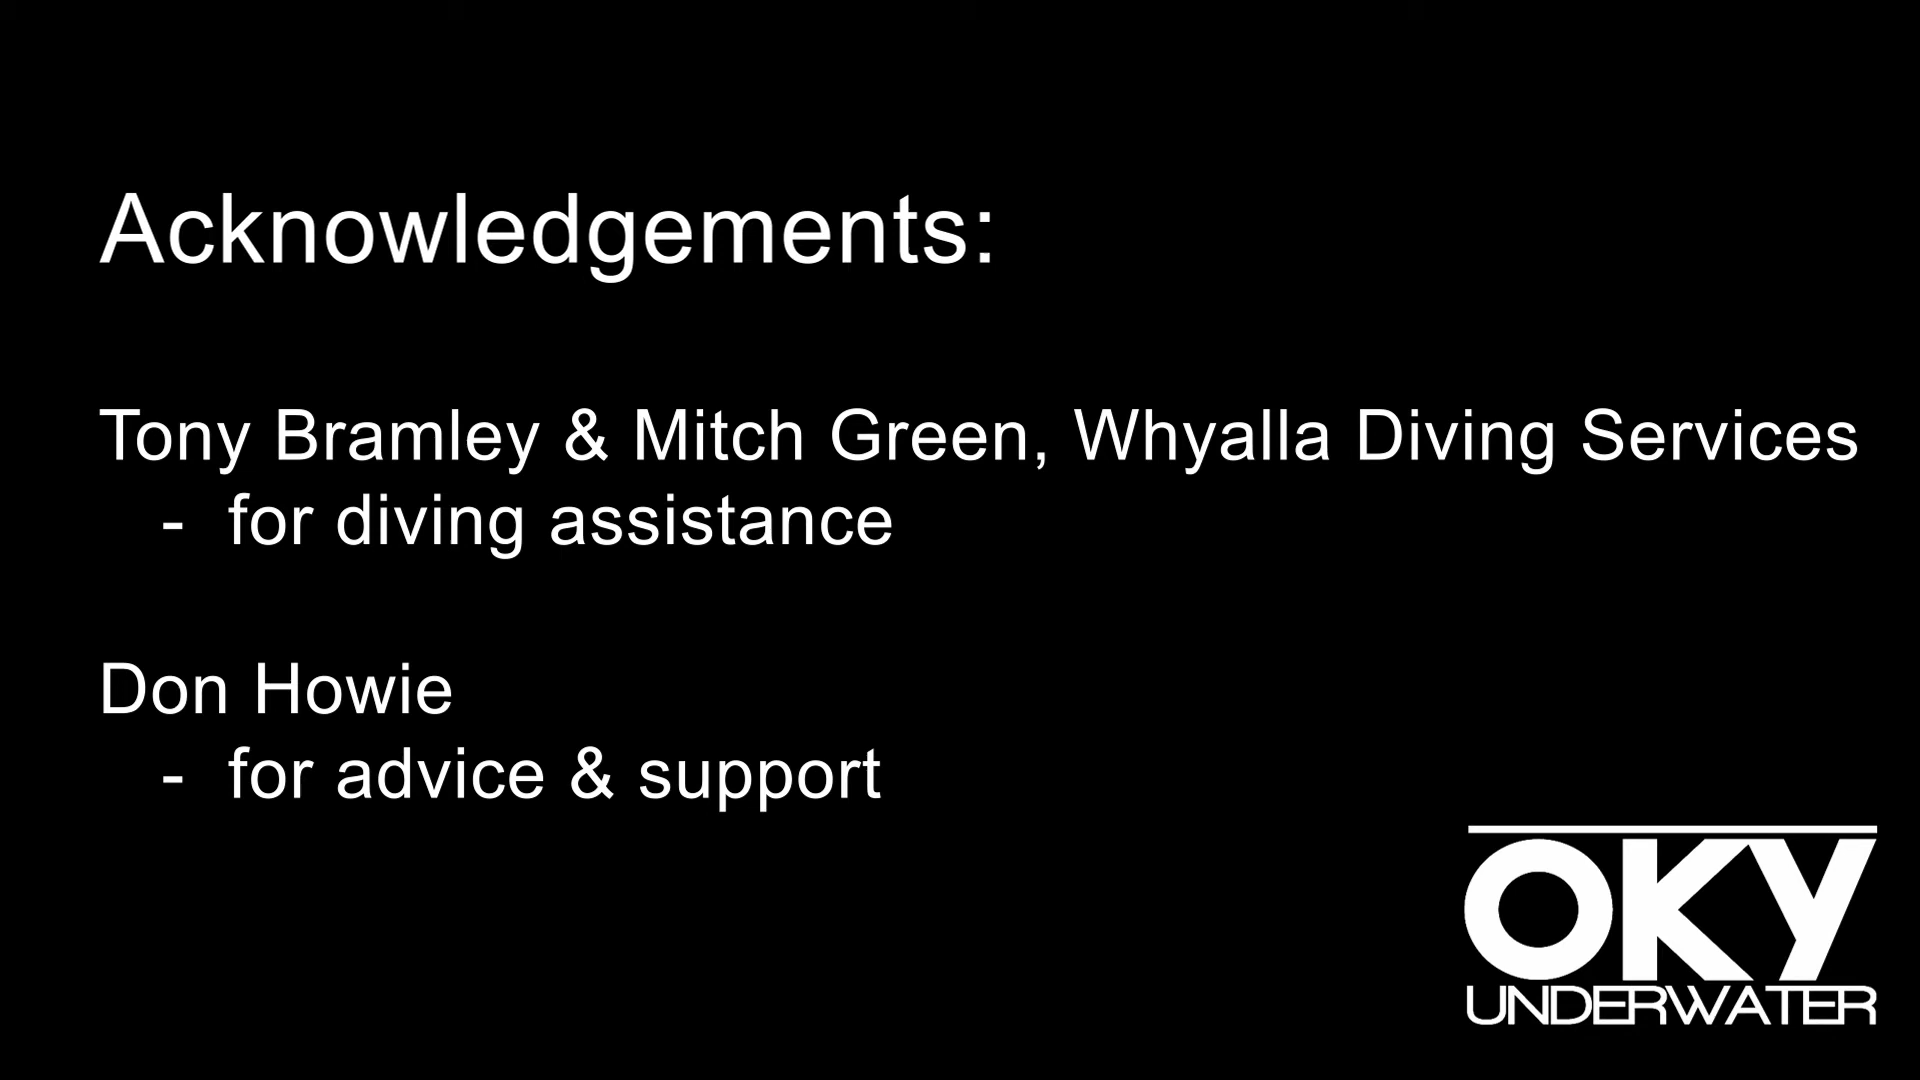 Acknowledgements:
Tony Bramley & Mitch Green, Whyalla Diving Services
- for diving assistance
Don Howie
- for advice & support
OKY
UNDERWATER